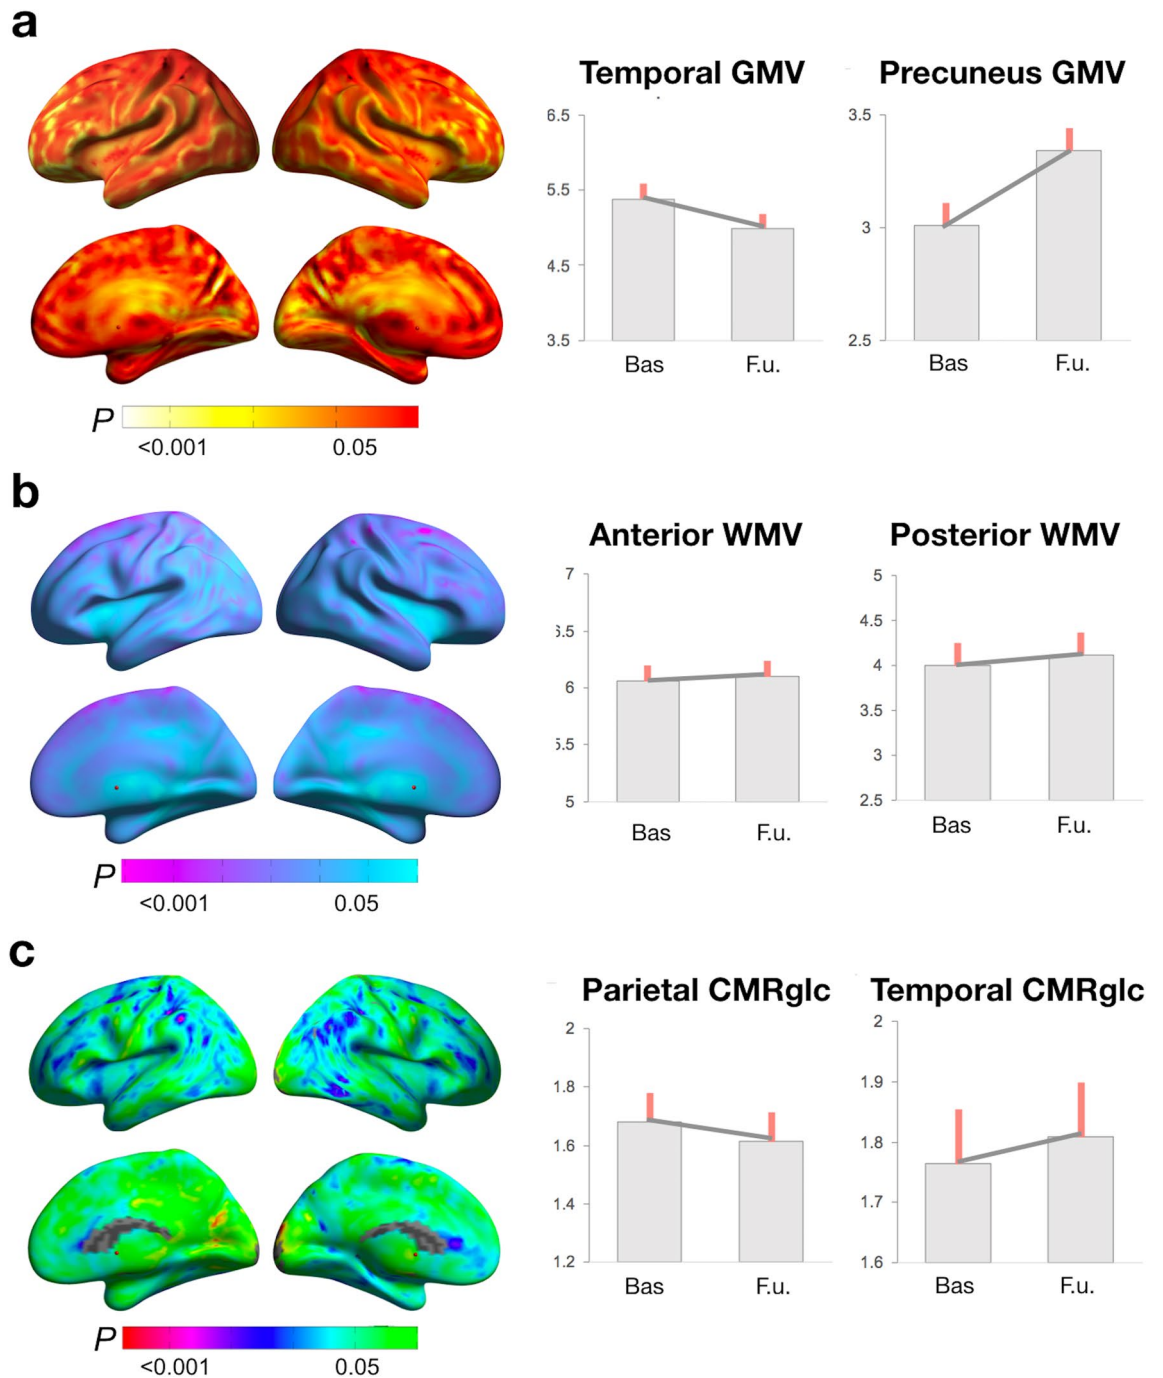 a
Temporal GMV
Precuneus GMV
6.5
5.5
4.5
3.5
Bas
F.u.
3.5
3
2.5
Bas
F.u.
P
<0.001
0.05
b
Anterior WMV
Posterior WMV
7
6
5
Bas
F.u.
5
4.5
4
3.5
3
2.5
Bas
F.u.
P
<0.001
0.05
c
Parietal CMRglc
Temporal CMRglc
2
1.8
1.6
1.4
1.2
Bas
F.u.
2
1.9
1.8
1.7
1.6
Bas
F.u.
P
<0.001
0.05